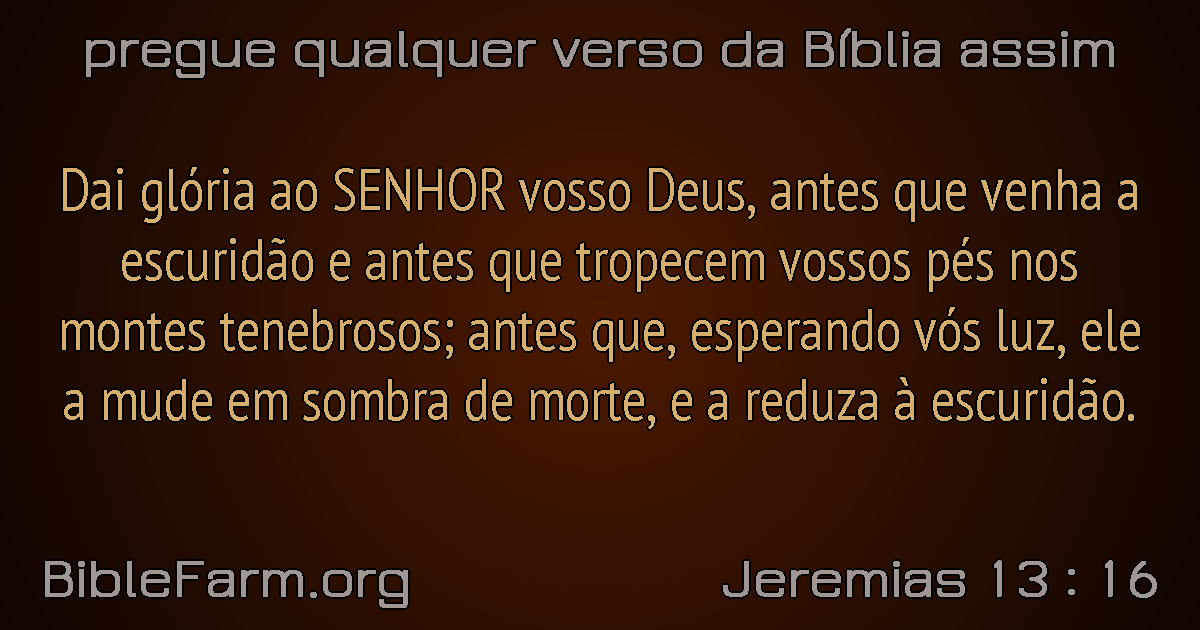 pregue qualquer verso da Bíblia assim
Dai glória ao SENHOR vosso Deus, antes que venha a
escuridão e antes que tropecem vossos pés nos
montes tenebrosos; antes que, esperando vós luz, ele
a mude em sombra de morte, e a reduza à escuridão.
BibleFarm.org
Jeremias 13 : 16